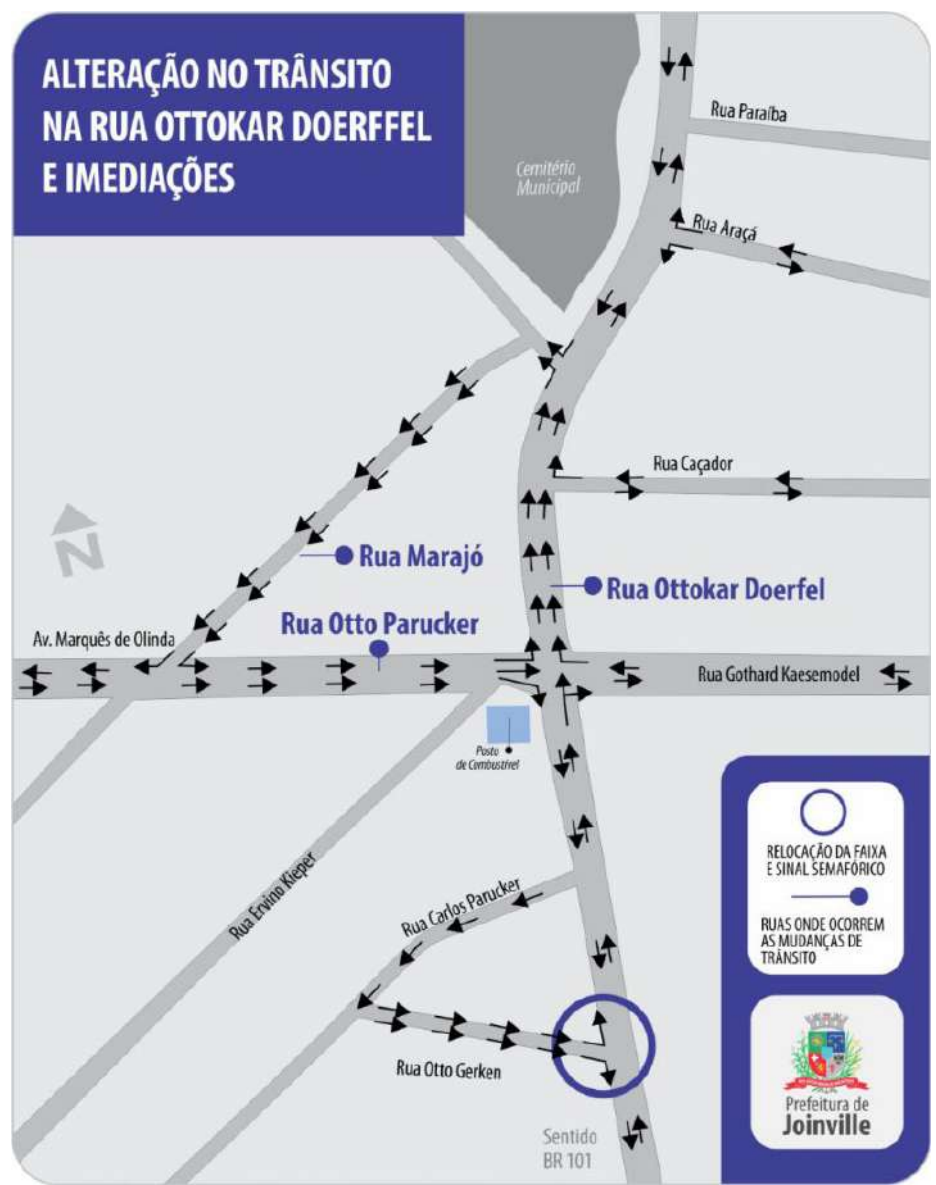 ALTERAÇÃO NO TRÂNSITO
NA RUA OTTOKAR DOERFFEL
E IMEDIAÇÕES
Cemitério
Municipal
Rua Paraíba
Rua Araçá
Rua Caçador
N
Rua Marajó
Rua Ottokar Doerfel
Rua Otto Parucker
Av. Marquês de Olinda
Rua Gothard Kaesemodel
Posto
de Combustível
Rua Ervino Kieper
Rua Carlos Parucker
Rua Otto Gerken
Sentido
BR 101
RELOCAÇÃO DA FAIXA
E SINAL SEMAFÓRICO
RUAS ONDE OCORREM
AS MUDANÇAS DE
TRÂNSITO
Prefeitura de
Joinville